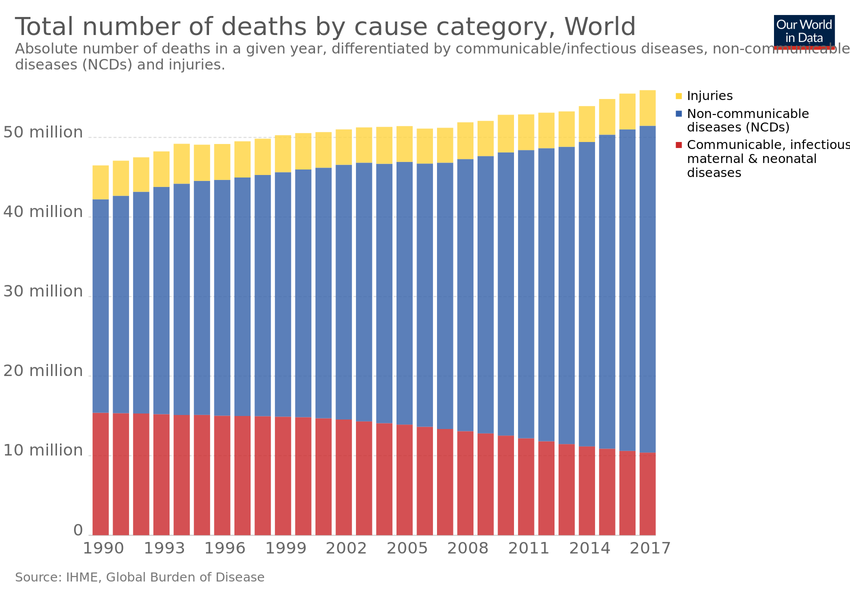 Total number of deaths by cause category, World
Our World
in Data
Absolute number of deaths in a given year, differentiated by communicable/infectious diseases, non-communicable
diseases (NCDs) and injuries.
Injuries
Non-communicable
diseases (NCDs)
Communicable, infectious
maternal & neonatal
diseases
50 million
40 million
30 million
20 million
10 million
0
1990 1993 1996 1999 2002 2005 2008 2011 2014 2017
Source: IHME, Global Burden of Disease